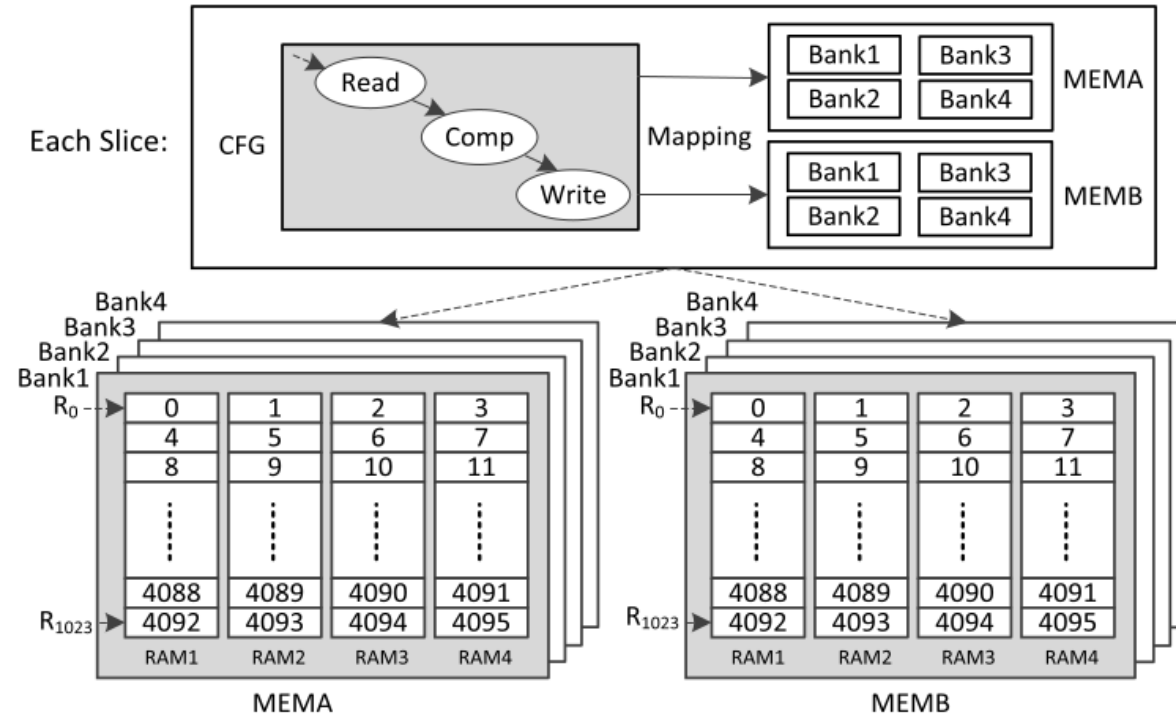 Each Slice:
CFG
Read
Comp
Write
Mapping
Bank1 Bank3
Bank2 Bank4
MEMA
Bank1 Bank3
Bank2 Bank4
MEMB
Bank4
Bank3
Bank2
Bank1
R0 0 1 2 3
4 5 6 7
8 9 10 11
4088 4089 4090 4091
R1023 4092 4093 4094 4095
RAM1 RAM2 RAM3 RAM4
MEMA
Bank4
Bank3
Bank2
Bank1
R0 0 1 2 3
4 5 6 7
8 9 10 11
4088 4089 4090 4091
R1023 4092 4093 4094 4095
RAM1 RAM2 RAM3 RAM4
MEMB